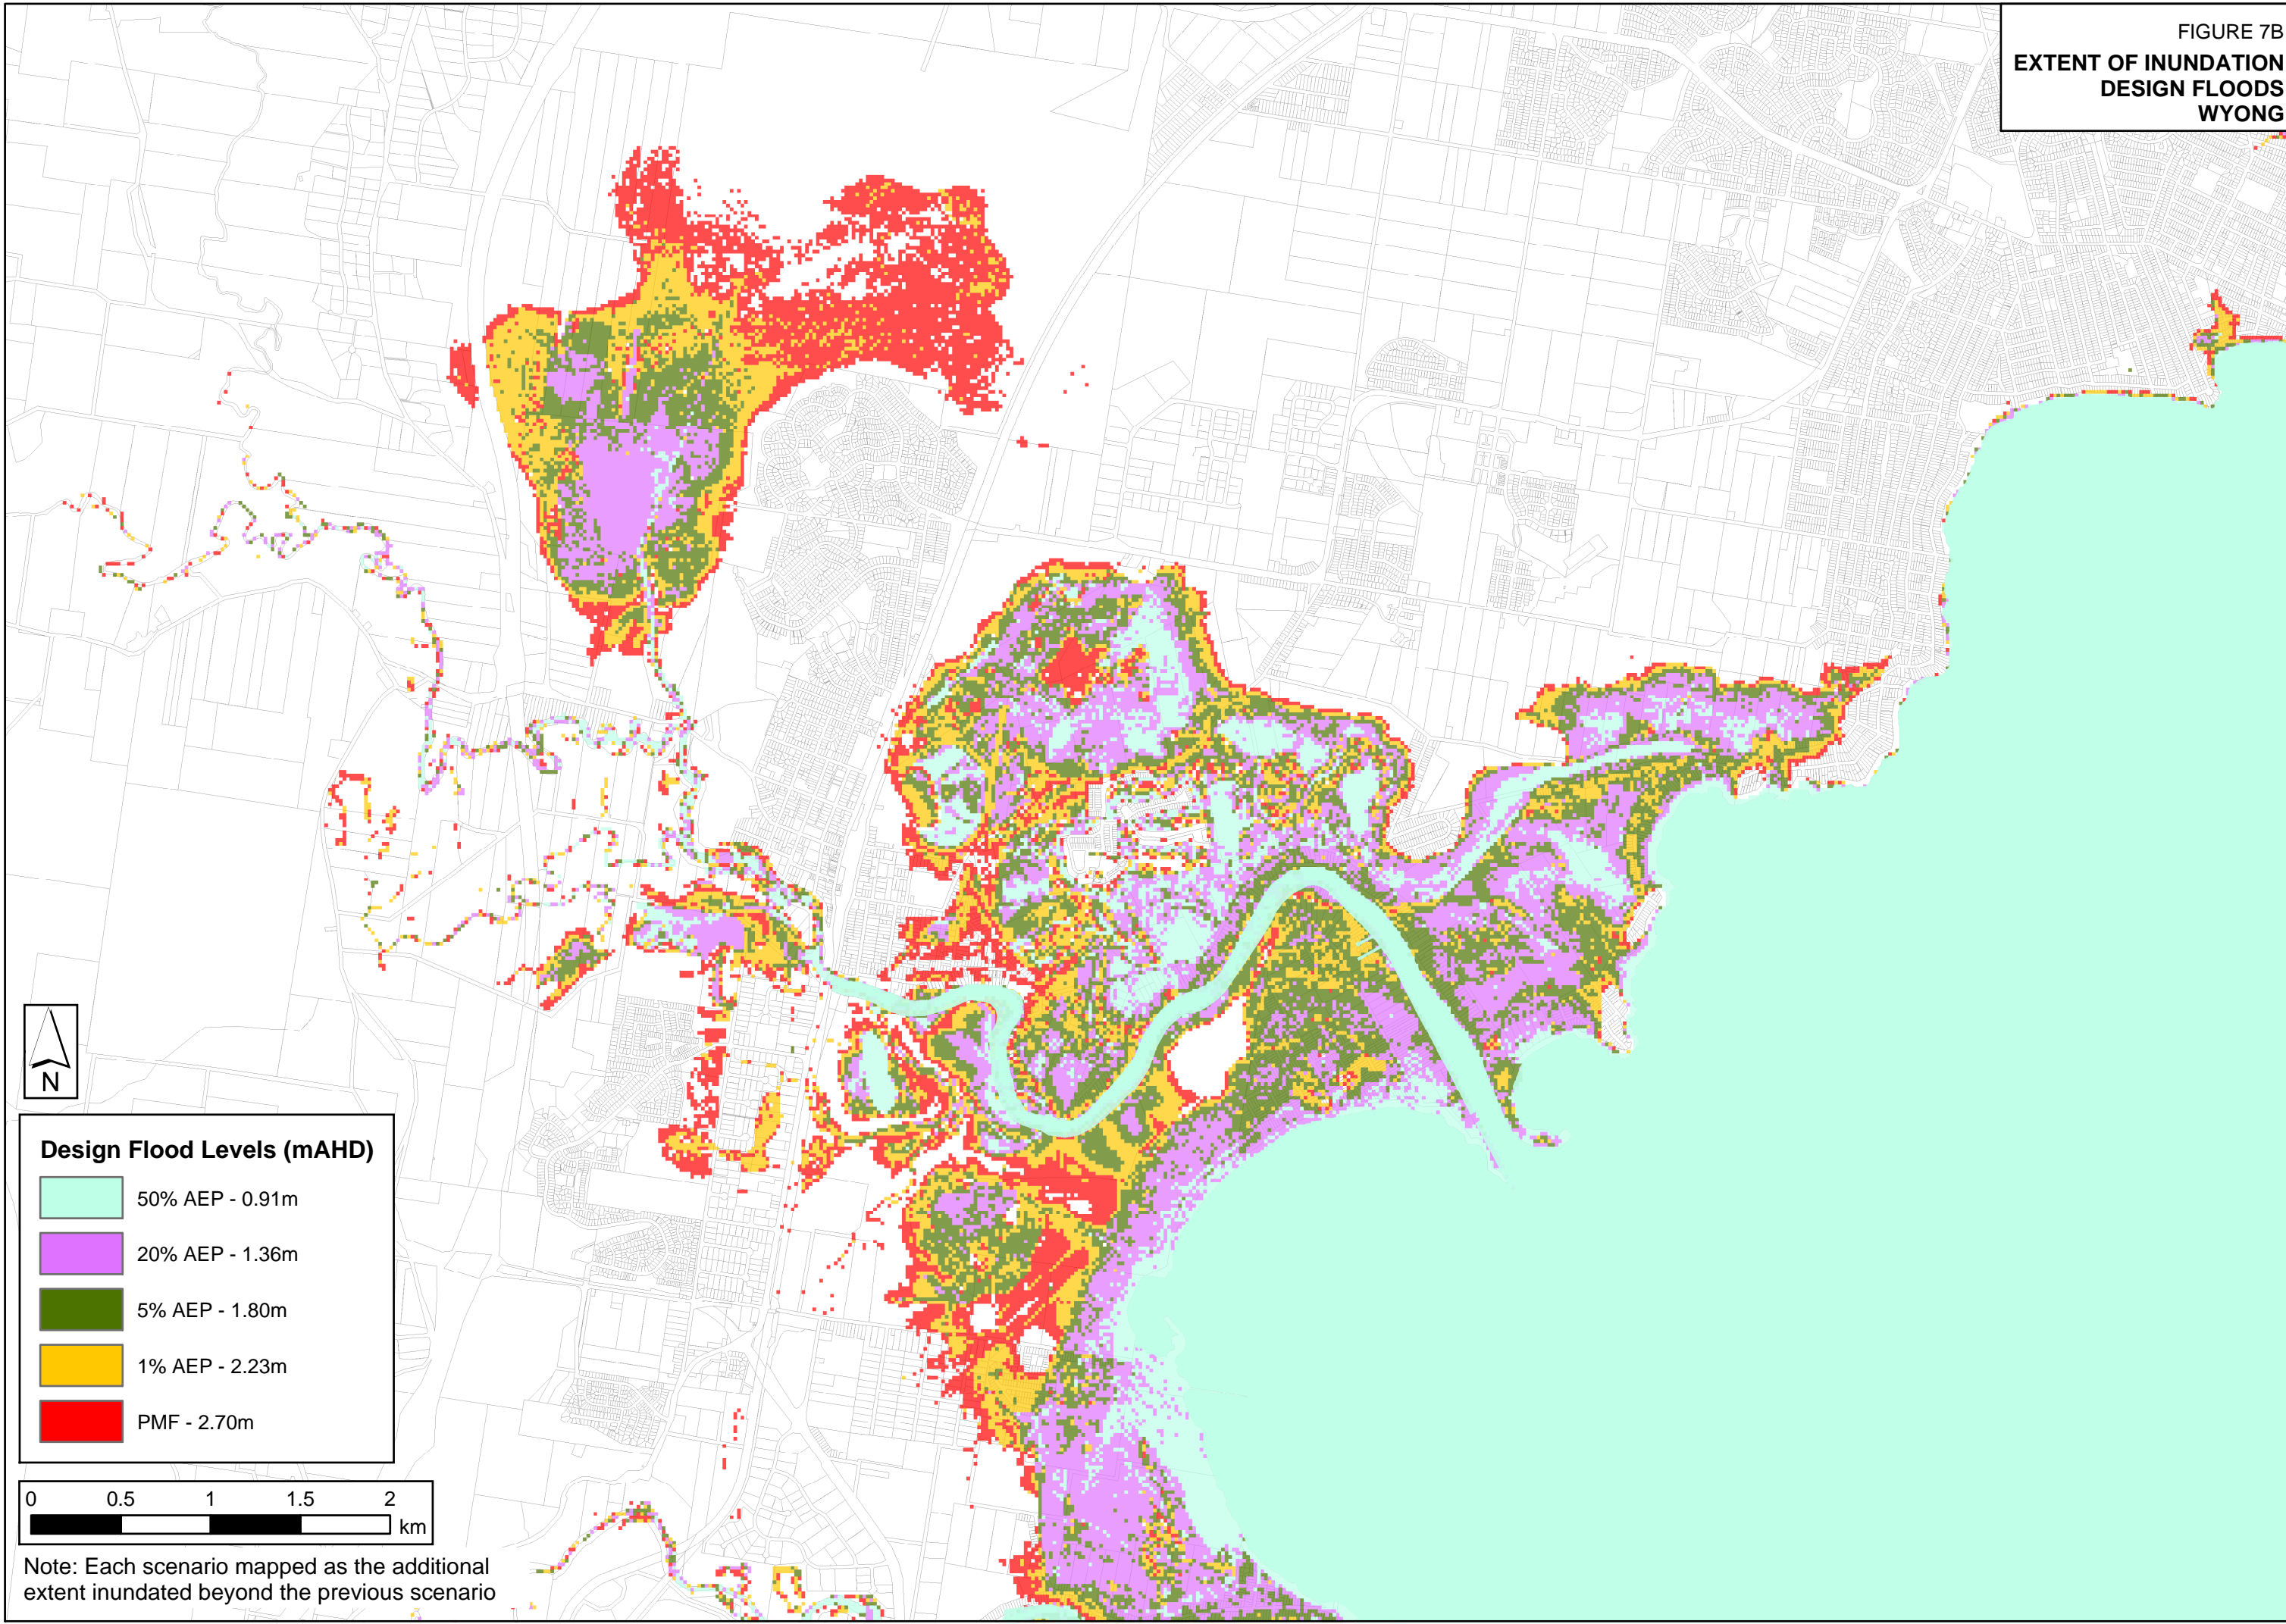 FIGURE 7B
EXTENT OF INUNDATION
DESIGN FLOODS
WYONG
N
Design Flood Levels (mAHD)
50% AEP - 0.91m
20% AEP - 1.36m
5% AEP - 1.80m
1% AEP - 2.23m
PMF - 2.70m
0 0.5 1 1.5 2
km
Note: Each scenario mapped as the additional
extent inundated beyond the previous scenario